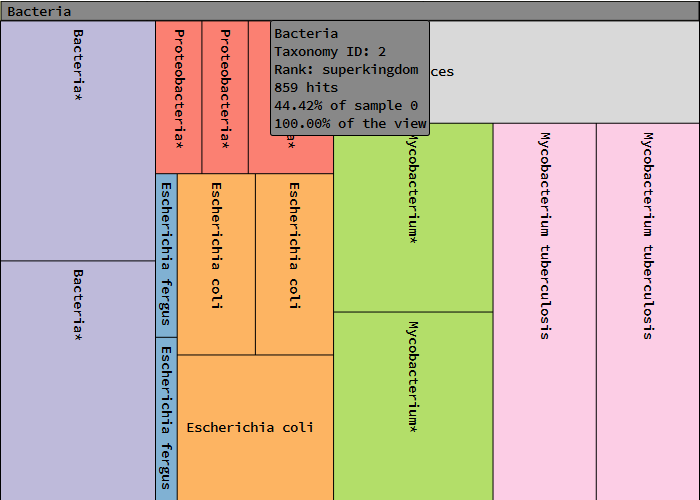 Bacteria
Bacteria*
Proteobacteria*
Proteobacteria*
a*
Bacteria
Taxonomy ID: 2
Rank: superkingdom
859 hits
44.42% of sample 0
100.00% of the view
ces
Mycobacterium*
Mycobacterium tuberculosis
Mycobacterium tuberculosis
Escherichia fergus
Escherichia coli
Escherichia coli
Bacteria*
Mycobacterium*
Escherichia fergus
Escherichia coli